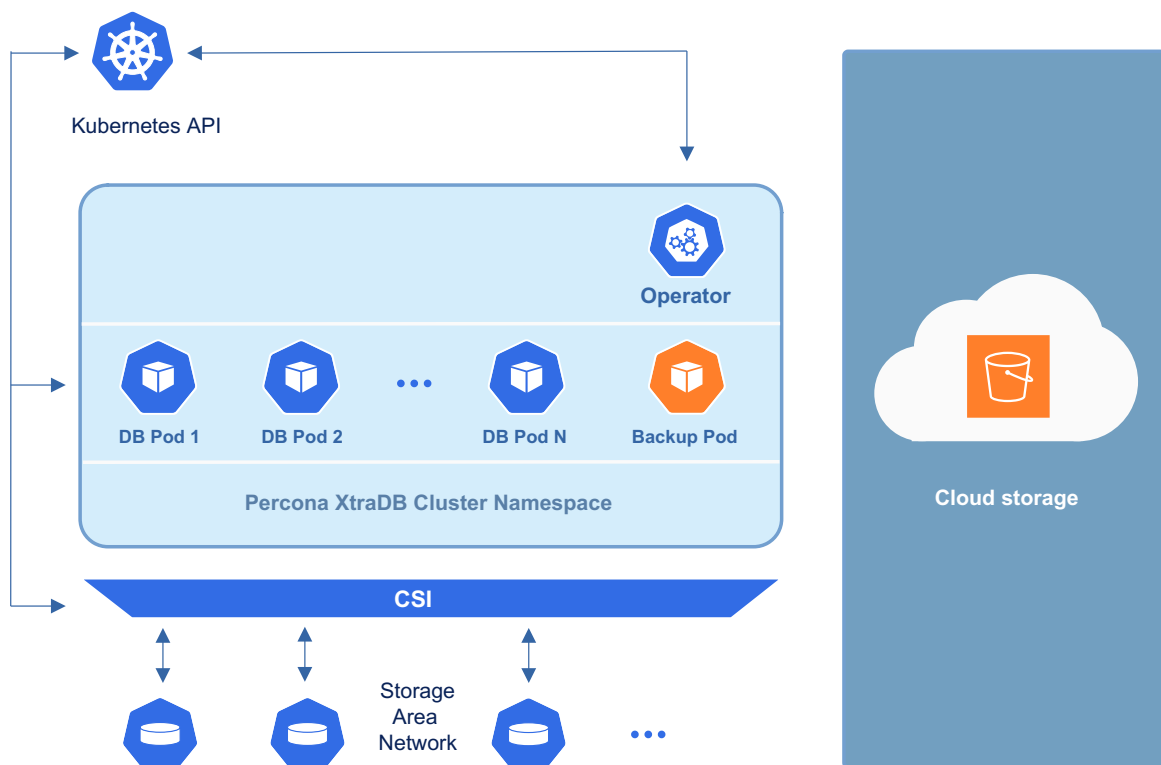 Kubernetes API
Operator
DB Pod 1
DB Pod 2
DB Pod N
Backup Pod
Percona XtraDB Cluster Namespace
Cloud storage
CSI
Storage
Area
Network